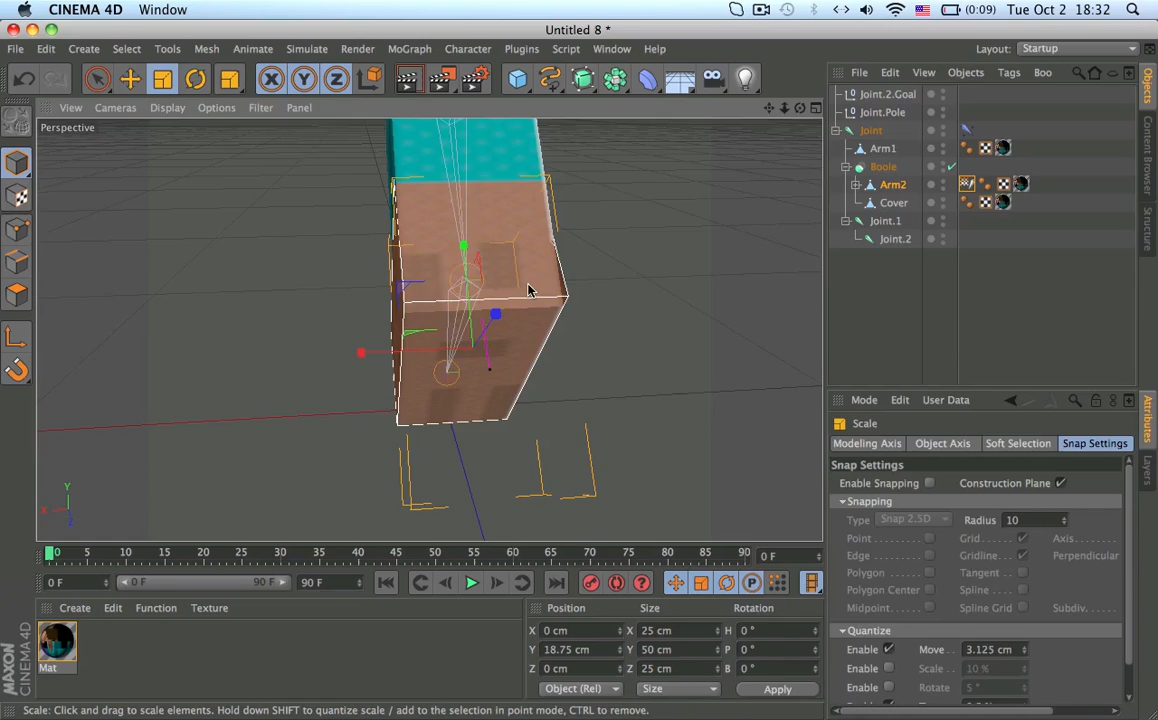 CINEMA 4D Window (0:09) Tue Oct 2 18:32
Untitled 8 *
File Edit Create Select Tools Mesh Animate Simulate Render MoGraph Character Plugins Script Window Help Layout: Startup
X Y Z
View Cameras Display Options Filter Panel
Perspective
Y
X
Z
File Edit View Objects Tags Boo
Joint.2.Goal
Joint.Pole
Joint
Arm1
Boole
Arm2
Cover
Joint.1
Joint.2
Objects
Content Browser
Structure
Mode Edit User Data
Scale
Modeling Axis Object Axis Soft Selection Snap Settings
Snap Settings
Enable Snapping Construction Plane
Snapping
Type Snap 2.5D Radius 10
Point Grid Axis
Edge Gridline Perpendicular
Polygon Tangent
Polygon Center Spline
Midpoint Spline Grid Subdiv.
Quantize
Enable Move 3.125 cm
Enable Scale 10 %
Enable Rotate 5 °
Attributes
Layers
0 5 10 15 20 25 30 35 40 45 50 55 60 65 70 75 80 85 90 0 F
0 F 0 F 90 F 90 F
P
Create Edit Function Texture
Mat
Position Size Rotation
X 0 cm X 25 cm H 0 °
Y 18.75 cm Y 50 cm P 0 °
Z 0 cm Z 25 cm B 0 °
Object (Rel) Size Apply
MAXON
CINEMA 4D
Scale: Click and drag to scale elements. Hold down SHIFT to quantize scale / add to the selection in point mode, CTRL to remove.